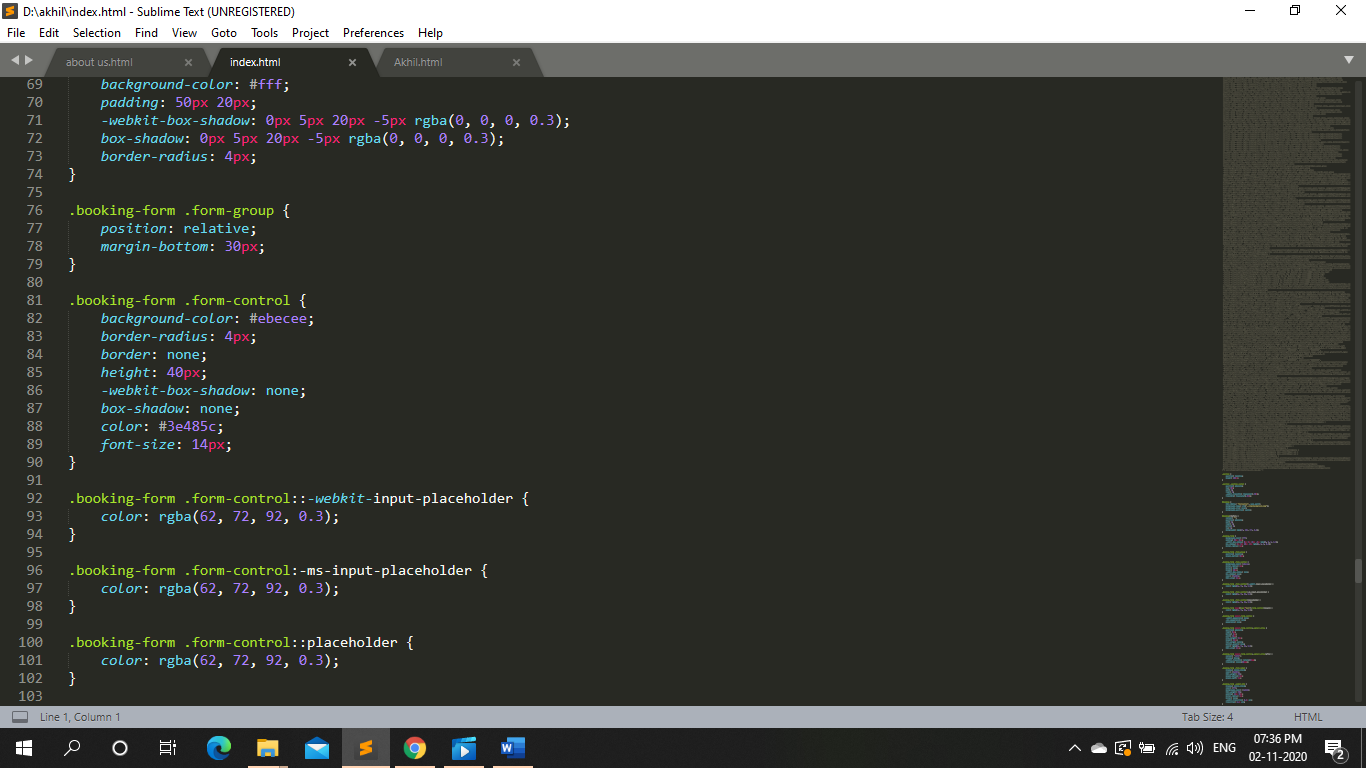 D:\akhil\index.html - Sublime Text (UNREGISTERED)
File Edit Selection Find View Goto Tools Project Preferences Help
about us.html index.html Akhil.html
69 background-color: #fff;
70 padding: 50px 20px;
71 -webkit-box-shadow: 0px 5px 20px -5px rgba(0, 0, 0, 0.3);
72 box-shadow: 0px 5px 20px -5px rgba(0, 0, 0, 0.3);
73 border-radius: 4px;
74 }
75
76 .booking-form .form-group {
77 position: relative;
78 margin-bottom: 30px;
79 }
80
81 .booking-form .form-control {
82 background-color: #ebecee;
83 border-radius: 4px;
84 border: none;
85 height: 40px;
86 -webkit-box-shadow: none;
87 box-shadow: none;
88 color: #3e485c;
89 font-size: 14px;
90 }
91
92 .booking-form .form-control::-webkit-input-placeholder {
93 color: rgba(62, 72, 92, 0.3);
94 }
95
96 .booking-form .form-control:-ms-input-placeholder {
97 color: rgba(62, 72, 92, 0.3);
98 }
99
100 .booking-form .form-control::placeholder {
101 color: rgba(62, 72, 92, 0.3);
102 }
103
Line 1, Column 1 Tab Size: 4 HTML
ENG 07:36 PM
02-11-2020 2